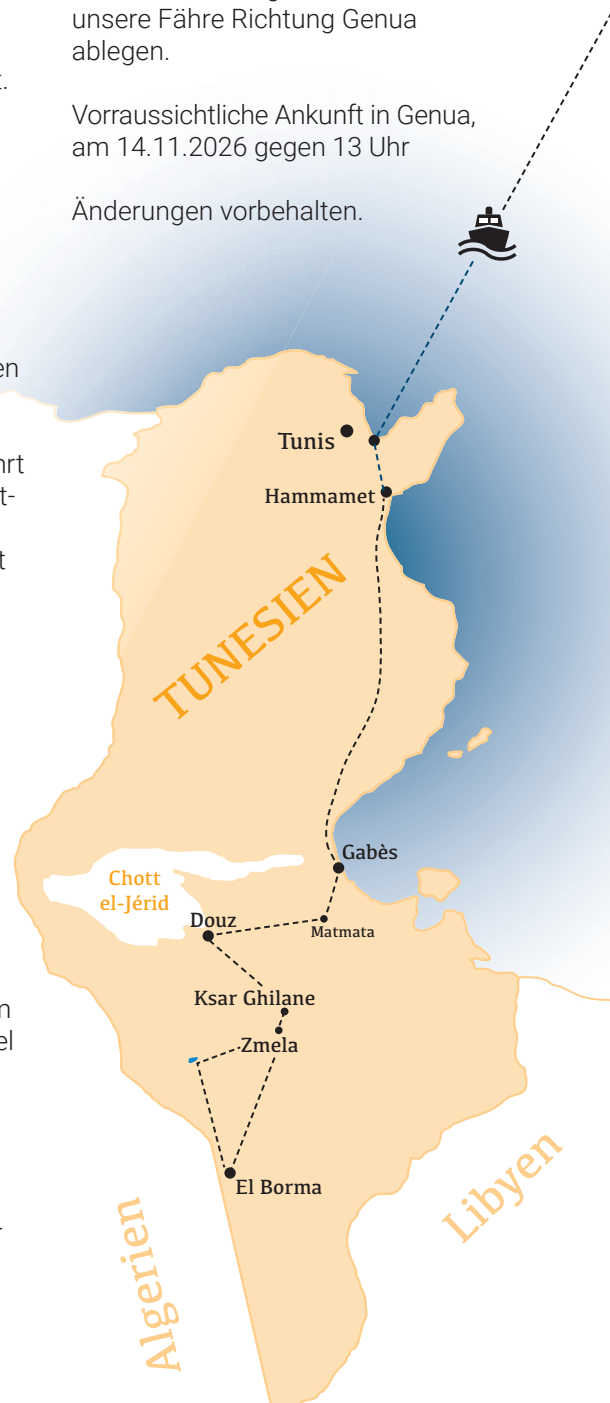 unsere Fähre Richtung Genua
ablegen.
Vorraussichtliche Ankunft in Genua,
am 14.11.2026 gegen 13 Uhr
Änderungen vorbehalten.
Tunis
Hammamet
TUNESIEN
Gabès
Chott
el-Jérid
Douz
Matmata
Ksar Ghilane
Zmela
El Borma
Algerien
Libyen